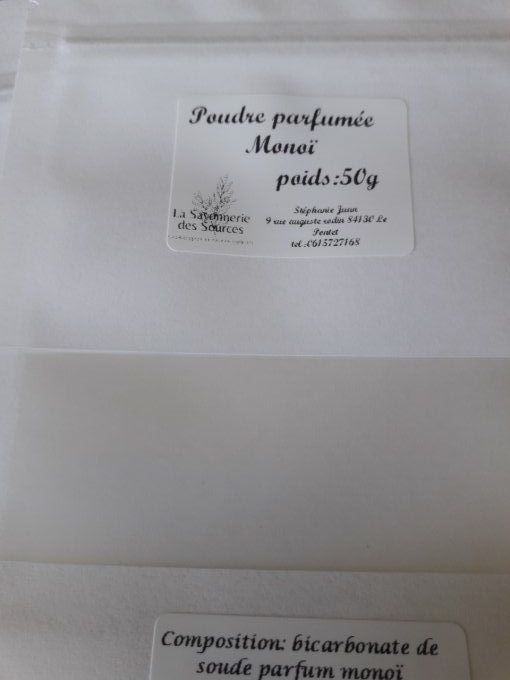 Poudre parfumée
Monoï
poids:50g
La Savonnerie
des Sources
Stéphanie Juan
9 rue auguste rodin 84130 Le
Pontet
tel :0615727168
Composition: bicarbonate de
soude parfum monoï